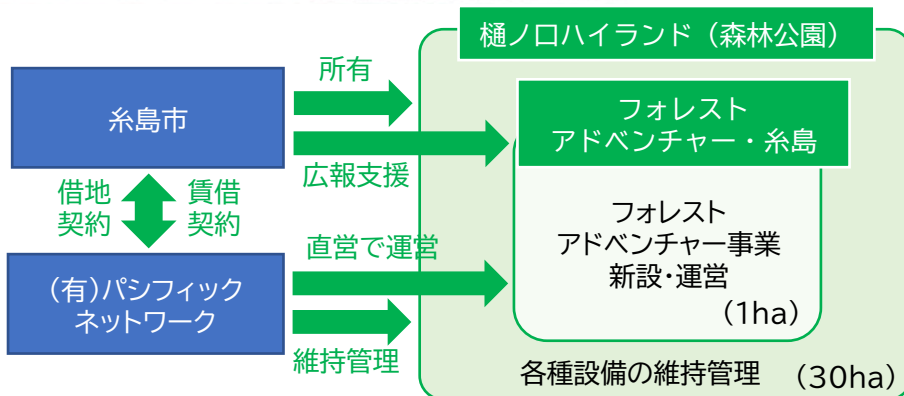 樋ノロハイランド（森林公園）
所有
糸島市
フォレスト
アドベンチャー・糸島
広報支援
借地
契約
賃借
契約
フォレスト
アドベンチャー事業
新設・運営
（1ha）
直営で運営
（有）パシフィック
ネットワーク
維持管理
各種設備の維持管理
（30ha）